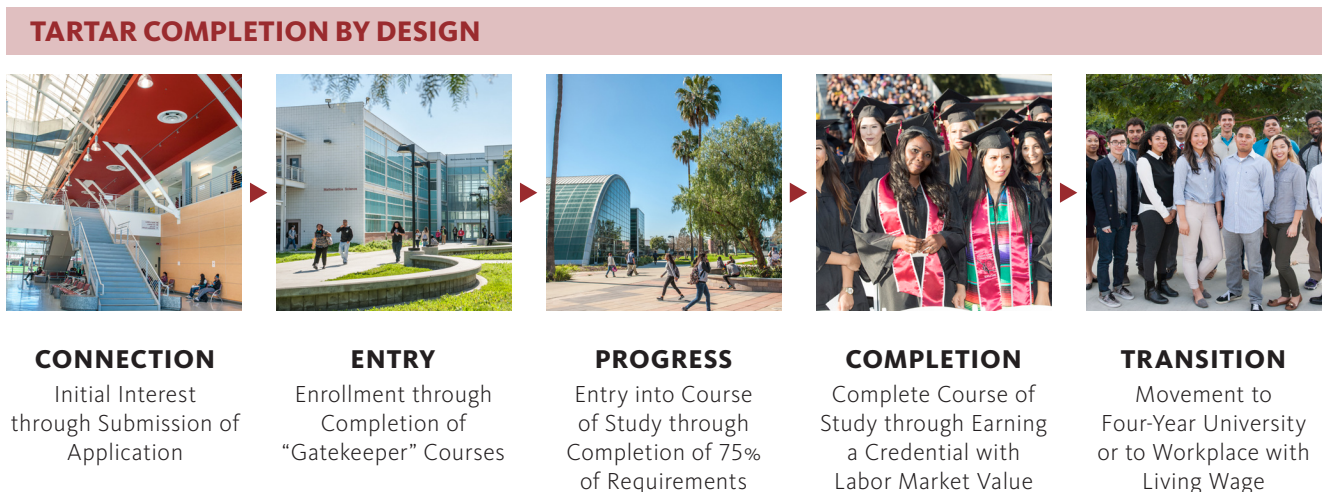 TARTAR COMPLETION BY DESIGN
CONNECTION
Initial Interest
through Submission of
Application
ENTRY
Enrollment through
Completion of
“Gatekeeper” Courses
PROGRESS
Entry into Course
of Study through
Completion of 75%
of Requirements
COMPLETION
Complete Course of
Study through Earning
a Credential with
Labor Market Value
TRANSITION
Movement to
Four-Year University
or to Workplace with
Living Wage